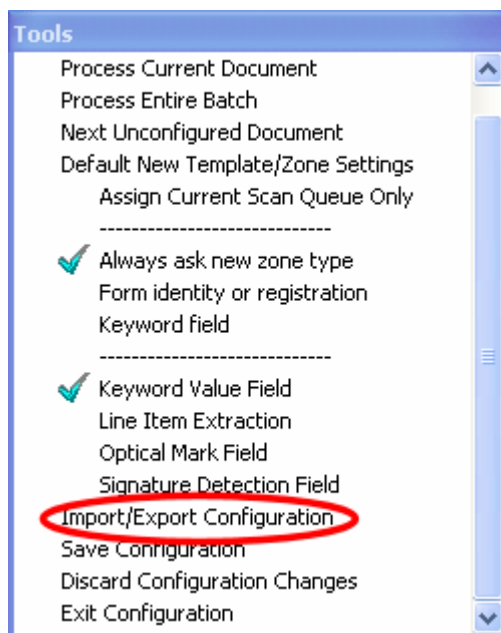 Tools
Process Current Document
Process Entire Batch
Next Unconfigured Document
Default New Template/Zone Settings
Assign Current Scan Queue Only
-----------------------------
Always ask new zone type
Form identity or registration
Keyword field
-----------------------------
Keyword Value Field
Line Item Extraction
Optical Mark Field
Signature Detection Field
Import/Export Configuration
Save Configuration
Discard Configuration Changes
Exit Configuration